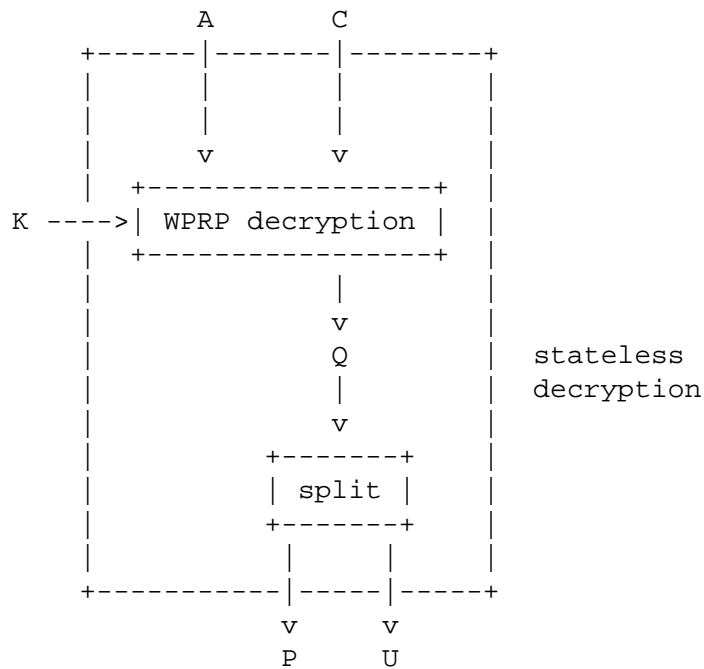 A C
v v
K ---->| WPRP decryption |
v
Q stateless
decryption
v
| split |
v v
P U